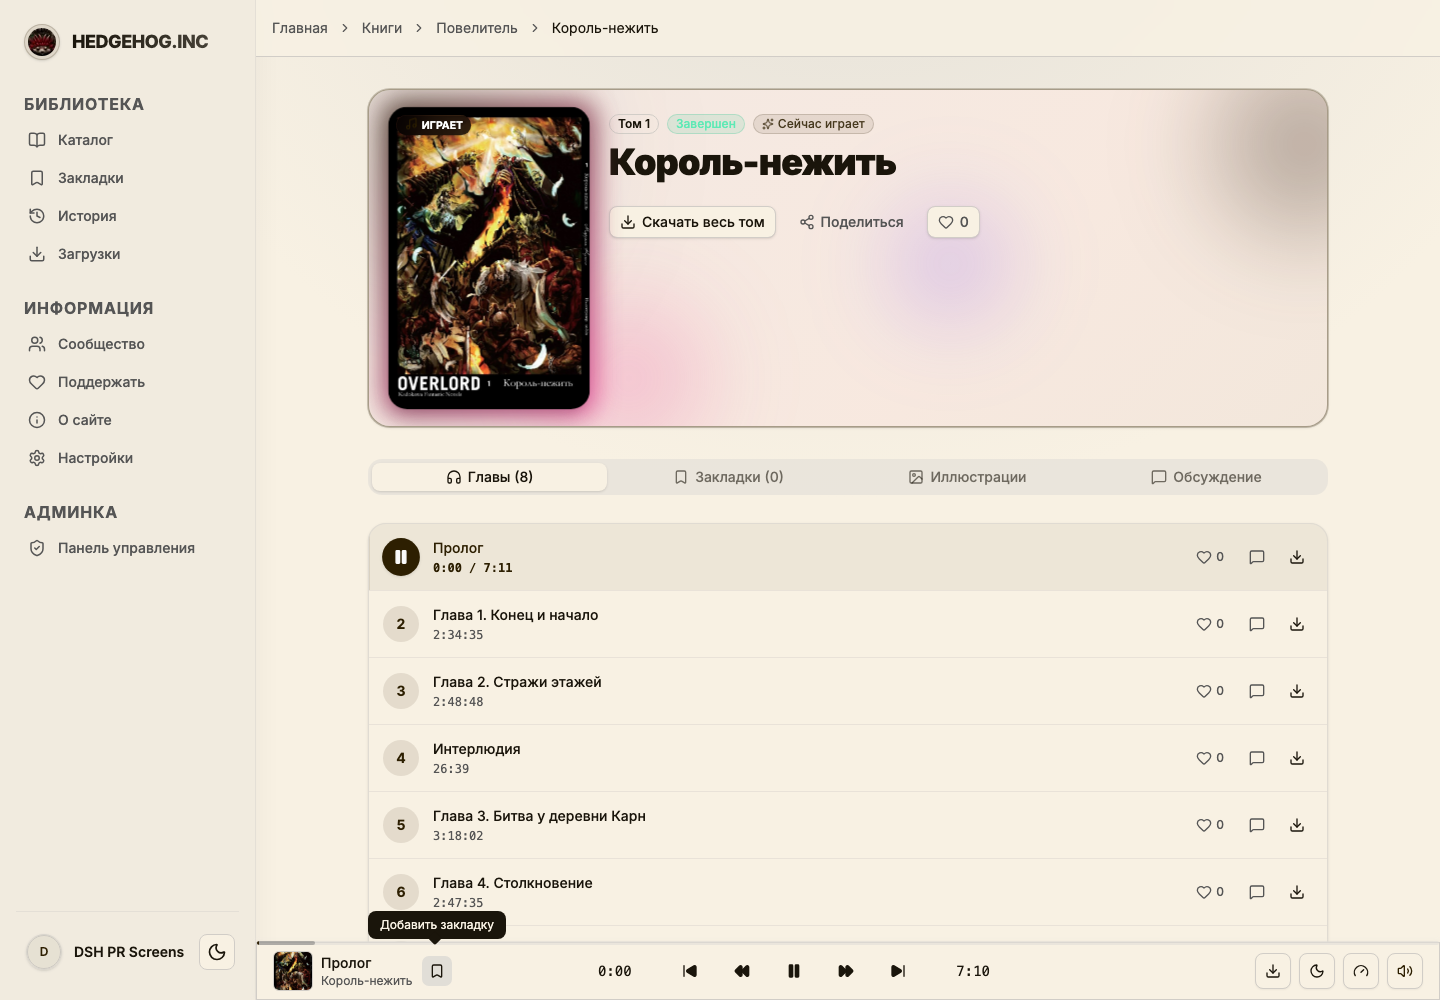 HEDGEHOG.INC
БИБЛИОТЕКА
Каталог
Закладки
История
Загрузки
ИНФОРМАЦИЯ
Сообщество
Поддержать
О сайте
Настройки
АДМИНКА
Панель управления
D DSH PR Screens
Главная > Книги > Повелитель > Король-нежить
ИГРАЕТ
OVERLORD 1 Король-нежить
Том 1 Завершен Сейчас играет
Король-нежить
Скачать весь том Поделиться 0
Главы (8) Закладки (0) Иллюстрации Обсуждение
Пролог
0:00 / 7:11
0
2 Глава 1. Конец и начало
2:34:35
0
3 Глава 2. Стражи этажей
2:48:48
0
4 Интерлюдия
26:39
0
5 Глава 3. Битва у деревни Карн
3:18:02
0
6 Глава 4. Столкновение
2:47:35
0
Добавить закладку
Пролог
Король-нежить
0:00 7:10